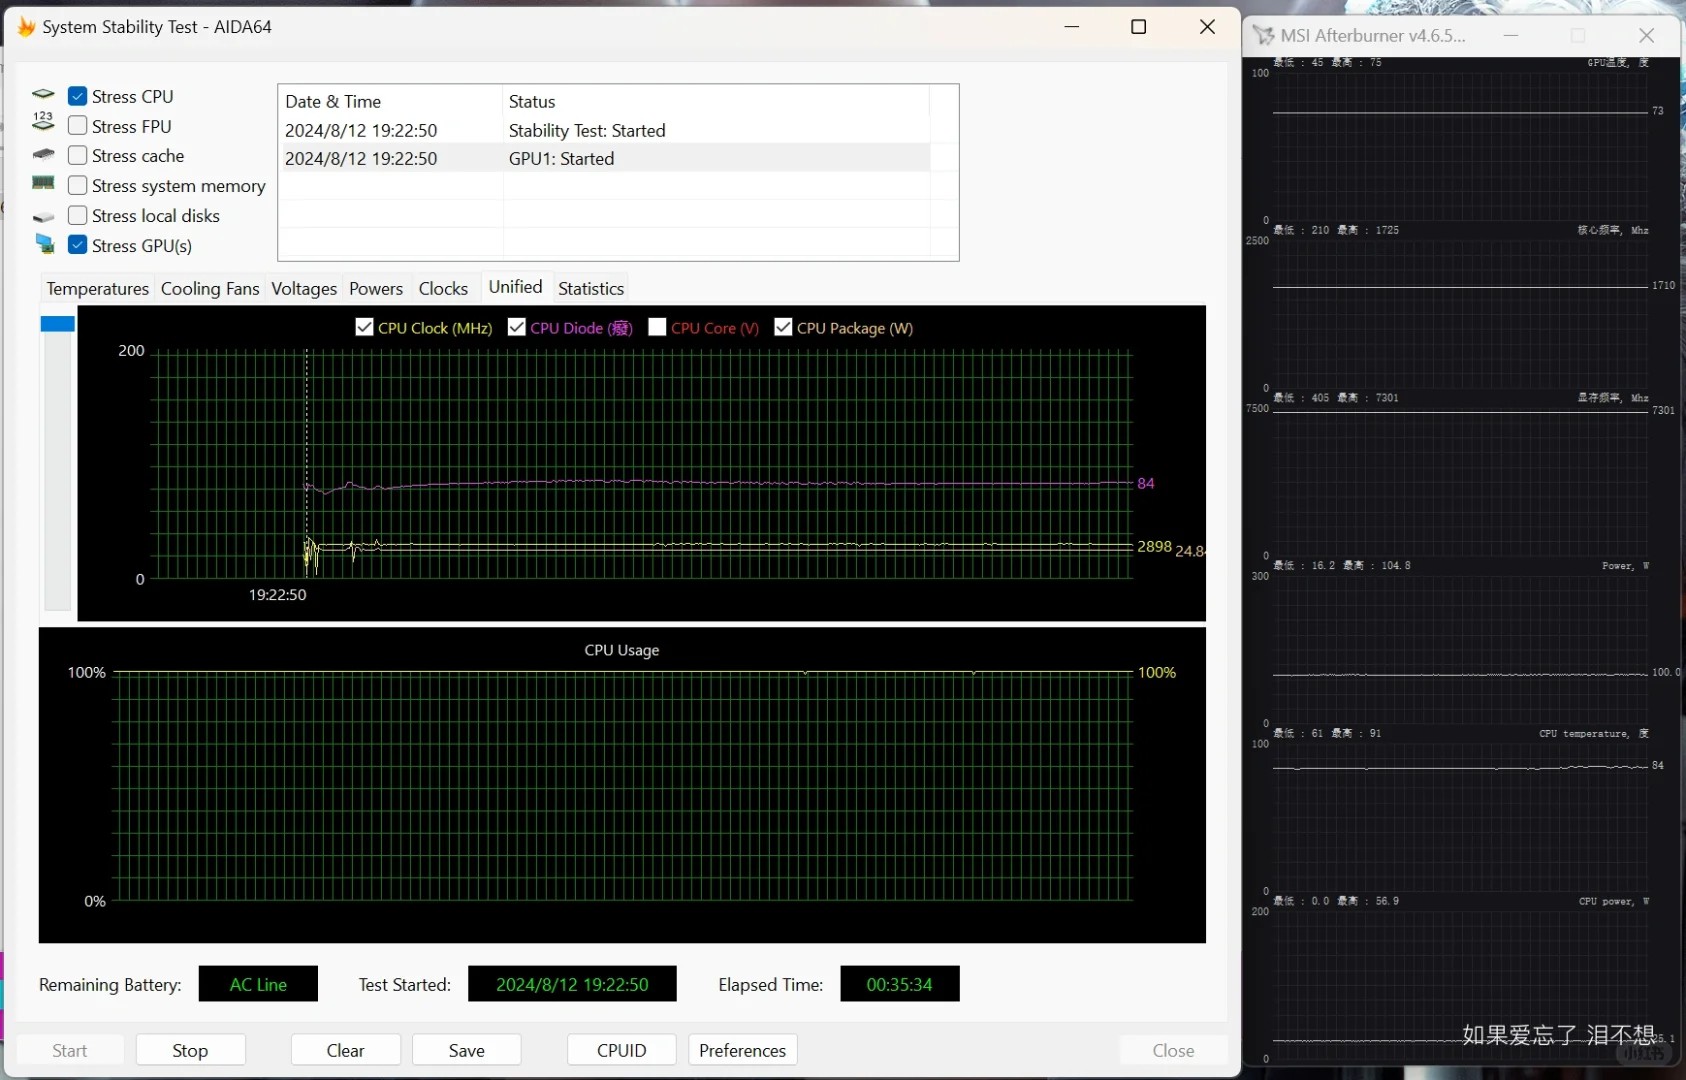 System Stability Test - AIDA64
Stress CPU
123
Stress FPU
Stress cache
Stress system memory
Stress local disks
Stress GPU(s)
Date & Time Status
2024/8/12 19:22:50 Stability Test: Started
2024/8/12 19:22:50 GPU1: Started
Temperatures Cooling Fans Voltages Powers Clocks Unified Statistics
CPU Clock (MHz) CPU Diode (癈) CPU Core (V) CPU Package (W)
200
84
2898 24.84
0
19:22:50
CPU Usage
100% 100%
0%
Remaining Battery: AC Line Test Started: 2024/8/12 19:22:50 Elapsed Time: 00:35:34
Start Stop Clear Save CPUID Preferences Close
MSI Afterburner v4.6.5...
最低 : 45 最高 : 75 GPU温度, 度
100
73
0
最低 : 210 最高 : 1725 核心频率, Mhz
2500
1710
0
最低 : 405 最高 : 7301 显存频率, Mhz
7500
7301
0
最低 : 16.2 最高 : 104.8 Power, W
300
100.0
0
最低 : 61 最高 : 91 CPU temperature, 度
100
84
0
最低 : 0.0 最高 : 56.9 CPU power, W
200
如果爱忘了 泪不想
25.1
小红书
0